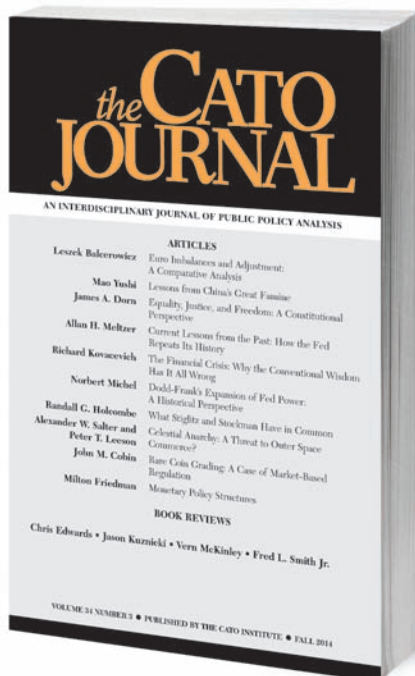 the CATO
JOURNAL
AN INTERDISCIPLINARY JOURNAL OF PUBLIC POLICY ANALYSIS
ARTICLES
Leszek Balcerowicz Euro Imbalances and Adjustment:
A Comparative Analysis
Mao Yushi Lessons from China's Great Famine
James A. Dorn Equality, Justice, and Freedom: A Constitutional
Perspective
Allan H. Meltzer Current Lessons from the Past: How the Fed
Repeats Its History
Richard Kovacevich The Financial Crisis: Why the Conventional Wisdom
Has It All Wrong
Norbert Michel Dodd-Frank's Expansion of Fed Power:
A Historical Perspective
Randall G. Holcombe What Stiglitz and Stockman Have in Common
Alexander W. Salter and Celestial Anarchy: A Threat to Outer Space
Peter T. Leeson Commerce?
John M. Cobin Rare Coin Grading: A Case of Market-Based
Regulation
Milton Friedman Monetary Policy Structures
BOOK REVIEWS
Chris Edwards • Jason Kuznicki • Vern McKinley • Fred L. Smith Jr.
VOLUME 34 NUMBER 3 ● PUBLISHED BY THE CATO INSTITUTE ● FALL 2014